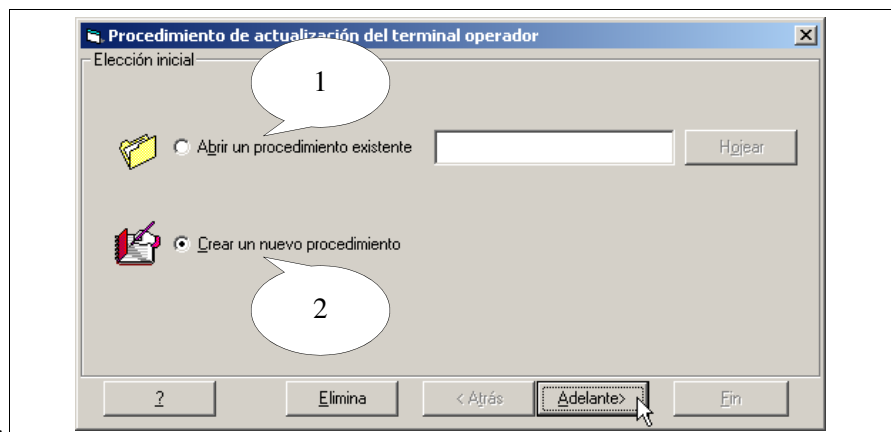 Procedimiento de actualización del terminal operador
Elección inicial
1
Abrir un procedimiento existente
Hojear
Crear un nuevo procedimiento
2
?
Elimina
< Atrás
Adelante>
Fin